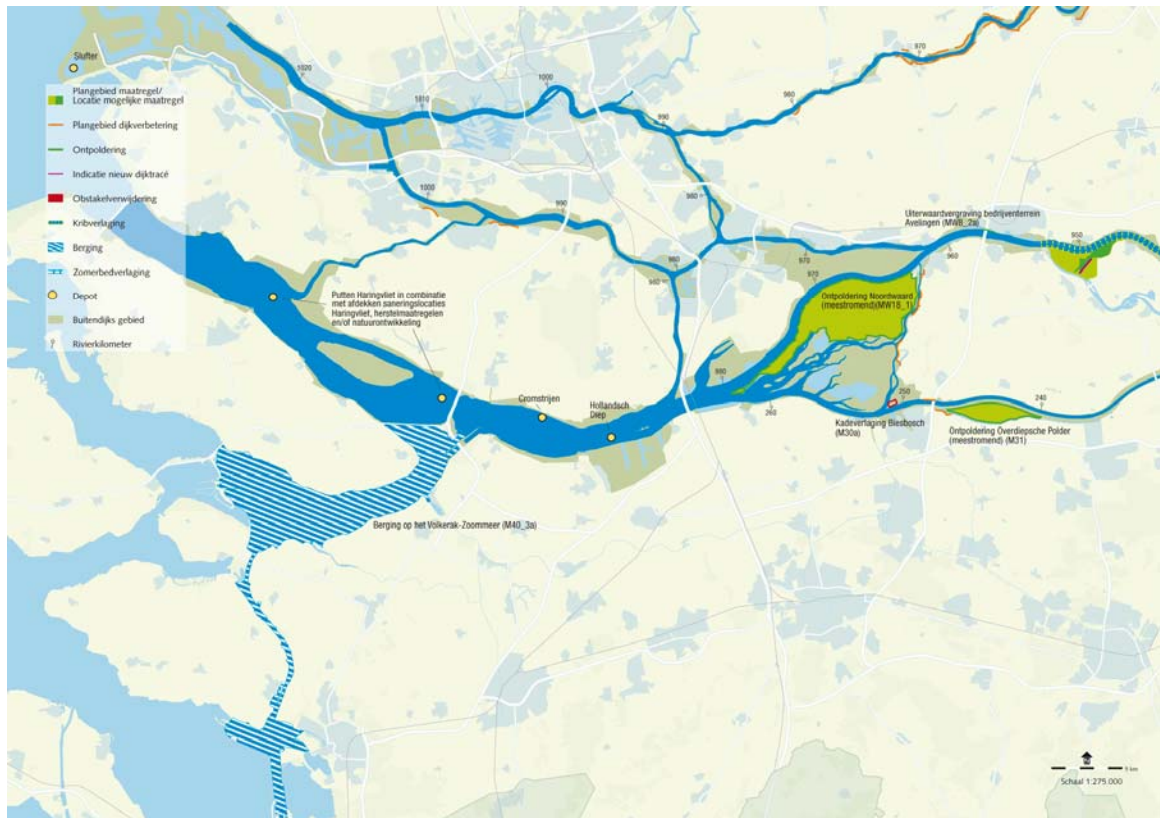 Slufter
Plangebied maatregel/
Locatie mogelijke maatregel
Plangebied dijkverbetering
Ontpoldering
Indicatie nieuw dijktracé
Obstakelverwijdering
Kribverlaging
Berging
Zomerbedverlaging
Depot
Buitendijks gebied
Rivierkilometer
1020
1010
1000
990
980
970
1000
990
980
980
980
970
970
Uiterwaardvergraving bedrijventerrein
Avelingen (MW8_2a)
960
950
Ontpoldering Noordwaard
(meestromend)(MW18_1)
Putten Haringvliet in combinatie
met afdekken saneringslocaties
Haringvliet, herstelmaatregelen
en/of natuurontwikkeling
Cromstrijen
Hollandsch
Diep
990
260
250
240
Kadeverlaging Biesbosch
(M30a)
Ontpoldering Overdiepsche Polder
(meestromend) (M31)
Berging op het Volkerak-Zoommeer (M40_3a)
Schaal 1:275.000